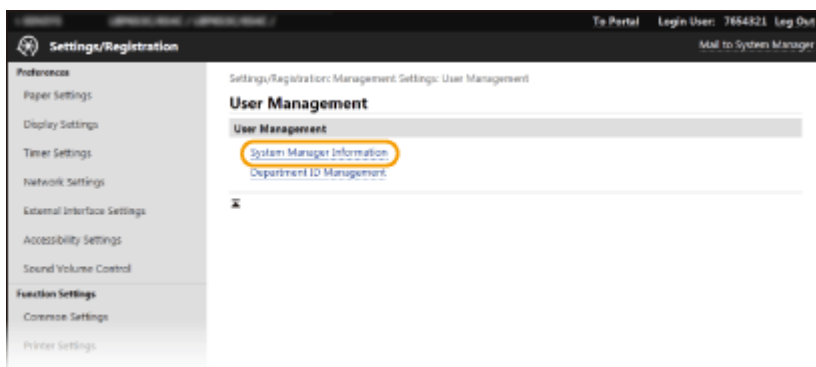 To Portal Login User: 7654321 Log Out
Settings/Registration
Mail to System Manager
Preferences
Paper Settings
Display Settings
Timer Settings
Network Settings
External Interface Settings
Accessibility Settings
Sound Volume Control
Function Settings
Common Settings
Printer Settings
Settings/Registration: Management Settings: User Management
User Management
User Management
System Manager Information
Department ID Management